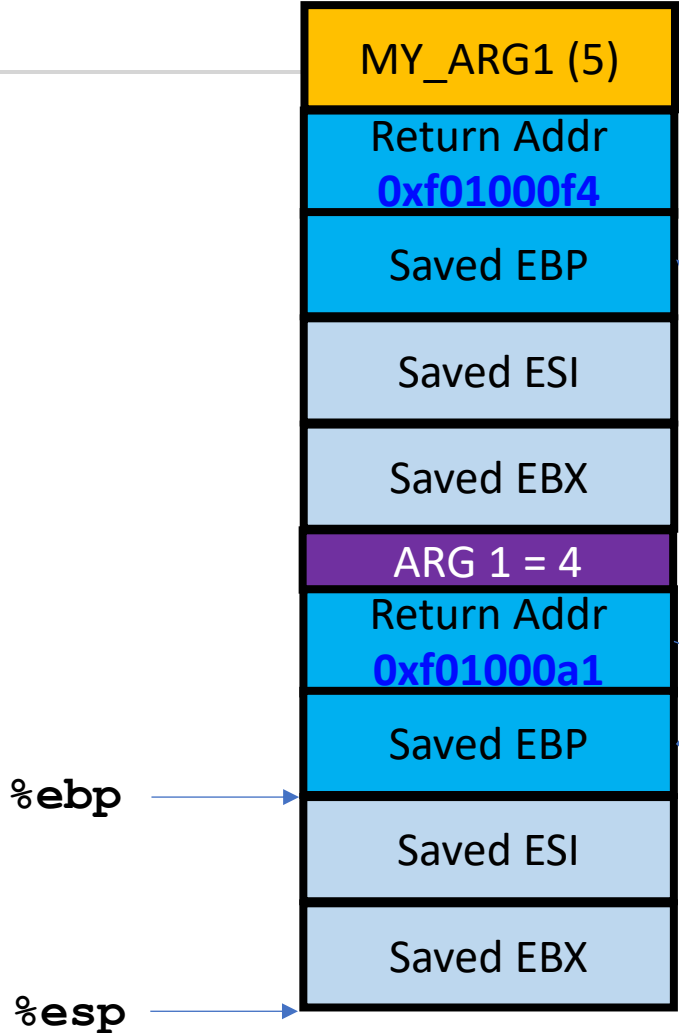 MY_ARG1 (5)
Return Addr
0xf01000f4
Saved EBP
Saved ESI
Saved EBX
ARG 1 = 4
Return Addr
0xf01000a1
Saved EBP
%ebp
Saved ESI
Saved EBX
%esp